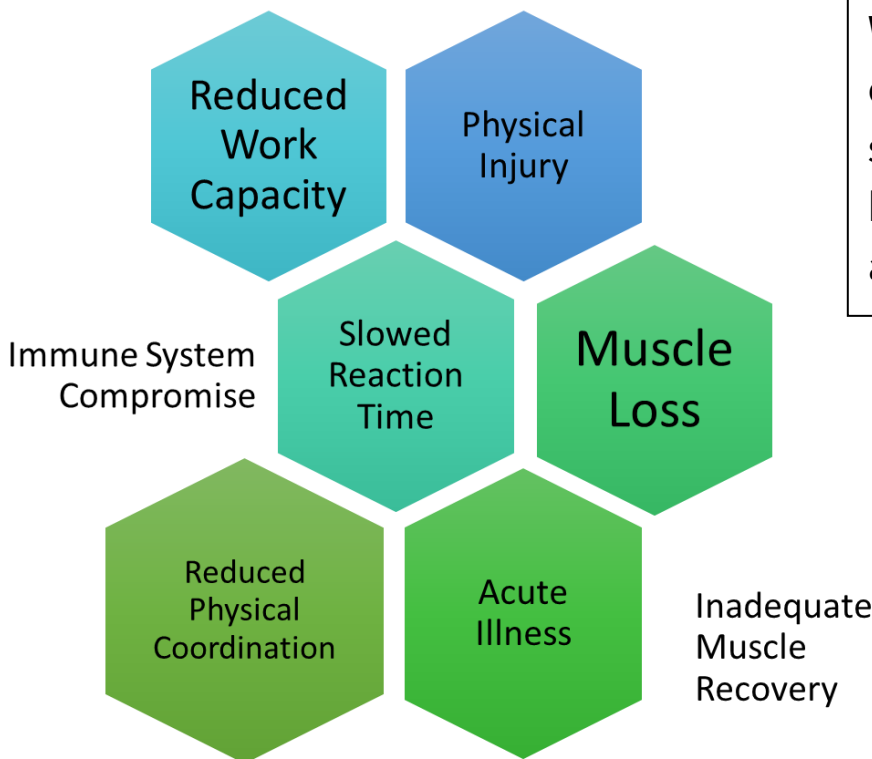 Reduced
Work
Capacity
Physical
Injury
Immune System
Compromise
Slowed
Reaction
Time
Muscle
Loss
Reduced
Physical
Coordination
Acute
Illness
Inadequate
Muscle
Recovery